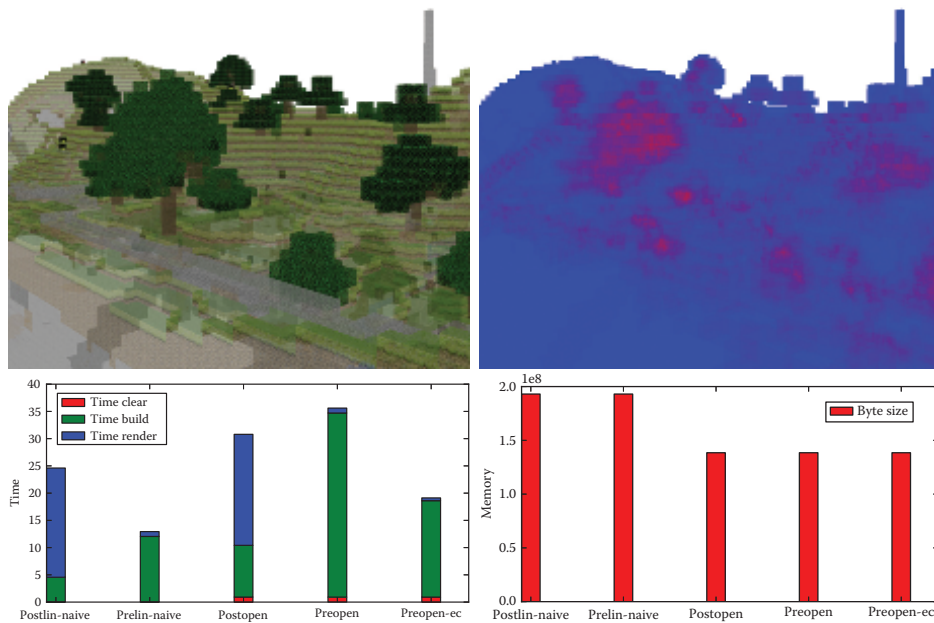 40
35
30
25
20
15
10
5
0
Time
Time clear
Time build
Time render
Postlin-naive
Prelin-naive
Postopen
Preopen
Preopen-ec
1e8
2.0
1.5
1.0
0.5
0.0
Memory
Byte size
Postlin-naive
Prelin-naive
Postopen
Preopen
Preopen-ec